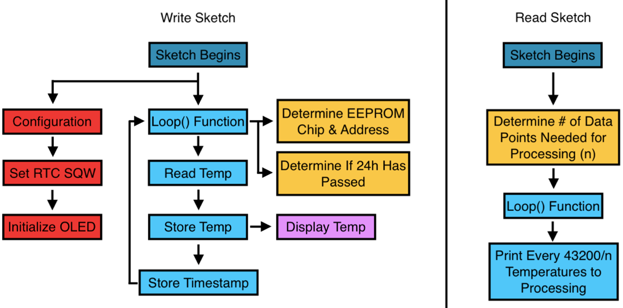 Write Sketch
Sketch Begins
Configuration
Set RTC SQW
Initialize OLED
Loop() Function
Read Temp
Store Temp
Store Timestamp
Determine EEPROM
Chip & Address
Determine If 24h Has
Passed
Display Temp
Read Sketch
Sketch Begins
Determine # of Data
Points Needed for
Processing (n)
Loop() Function
Print Every 43200/n
Temperatures to
Processing